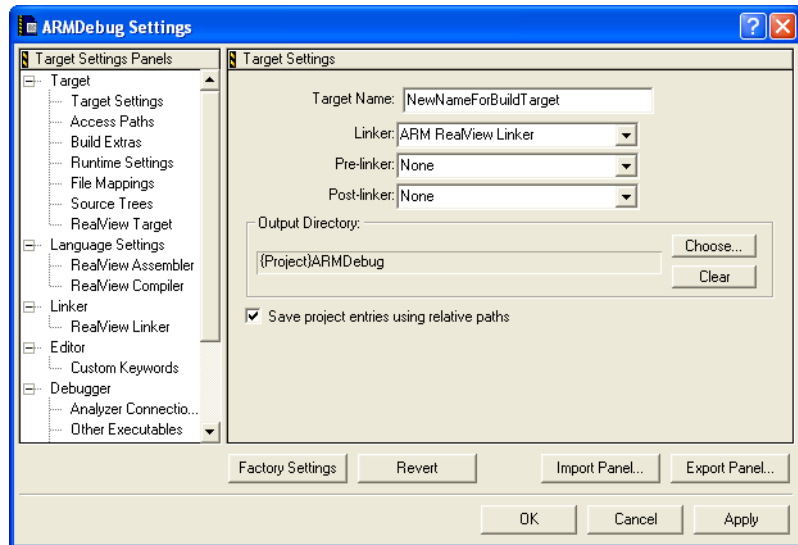 ARMDebug Settings
Target Settings Panels
Target
Target Settings
Access Paths
Build Extras
Runtime Settings
File Mappings
Source Trees
RealView Target
Language Settings
RealView Assembler
RealView Compiler
Linker
RealView Linker
Editor
Custom Keywords
Debugger
Analyzer Connectio...
Other Executables
Target Settings
Target Name: NewNameForBuildTarget
Linker: ARM RealView Linker
Pre-linker: None
Post-linker: None
Output Directory:
{Project}ARMDebug
Choose...
Clear
Save project entries using relative paths
Factory Settings Revert Import Panel... Export Panel...
OK Cancel Apply